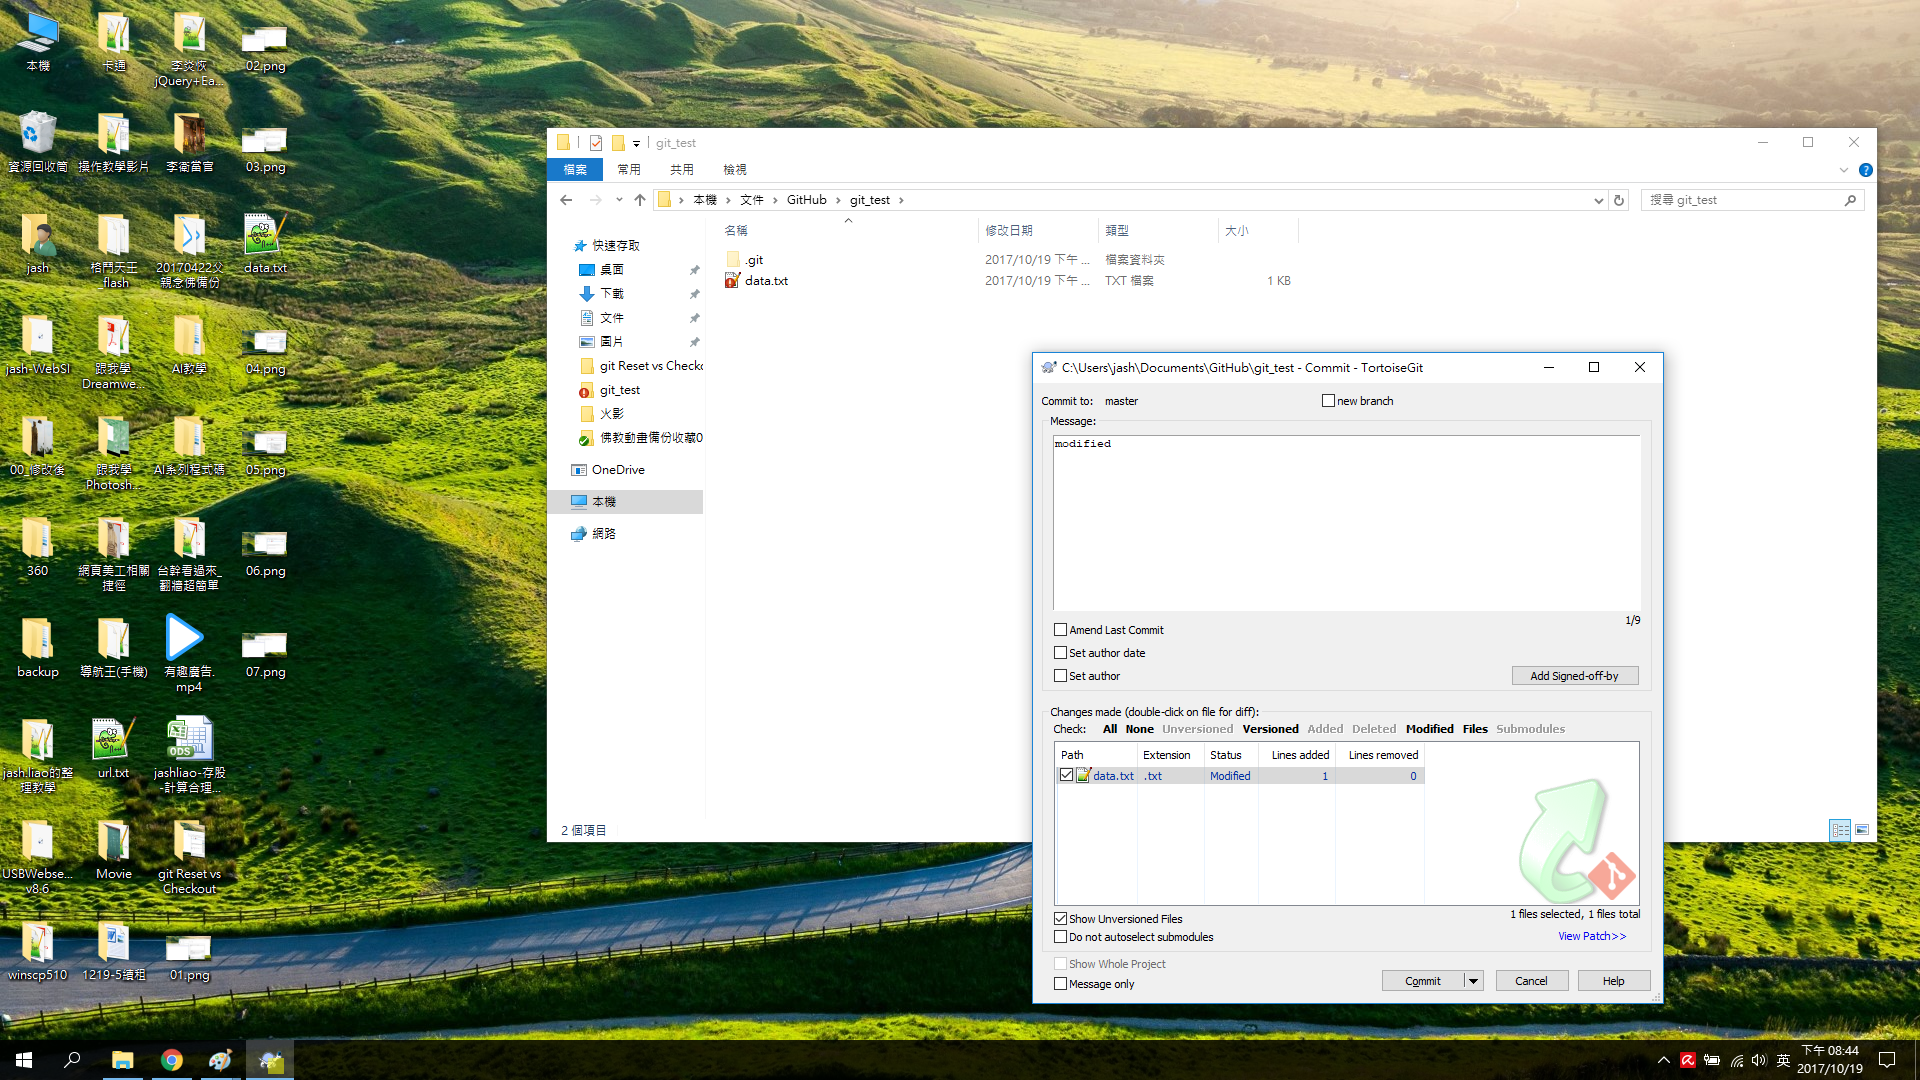 本機
卡通
李炎恢
jQuery+Ea...
02.png
資源回收筒
操作教學影片
李衛當官
03.png
jash
格鬥天王
_flash
20170422父
親念佛備份
data.txt
jash-WebSI
跟我學
Dreamwe...
AI教學
04.png
00_修改後
跟我學
Photosh...
AI系列程式碼
05.png
360
網頁美工相關
捷徑
台幹看過來_
翻牆超簡單
06.png
backup
導航王(手機)
有趣廣告.
mp4
07.png
jash.liao的整
理教學
url.txt
ODS
jashliao-存股
-計算合理...
USBWebse...
v8.6
Movie
git Reset vs
Checkout
winscp510
1219-5續租
01.png
git_test
檔案
常用
共用
檢視
本機
文件
GitHub
git_test
搜尋 git_test
名稱
修改日期
類型
大小
.git
2017/10/19 下午 ...
檔案資料夾
data.txt
2017/10/19 下午 ...
TXT 檔案
1 KB
快速存取
桌面
下載
文件
圖片
git Reset vs Checko
git_test
火影
佛教動畫備份收藏0
OneDrive
本機
網路
2 個項目
C:\Users\jash\Documents\GitHub\git_test - Commit - TortoiseGit
Commit to: master
new branch
Message:
modified
1/9
Amend Last Commit
Set author date
Set author
Add Signed-off-by
Changes made (double-click on file for diff):
Check: All None Unversioned Versioned Added Deleted Modified Files Submodules
Path Extension Status Lines added Lines removed
data.txt .txt Modified 1 0
Show Unversioned Files
1 files selected, 1 files total
Do not autoselect submodules
View Patch>>
Show Whole Project
Message only
Commit
Cancel
Help
英
下午 08:44
2017/10/19